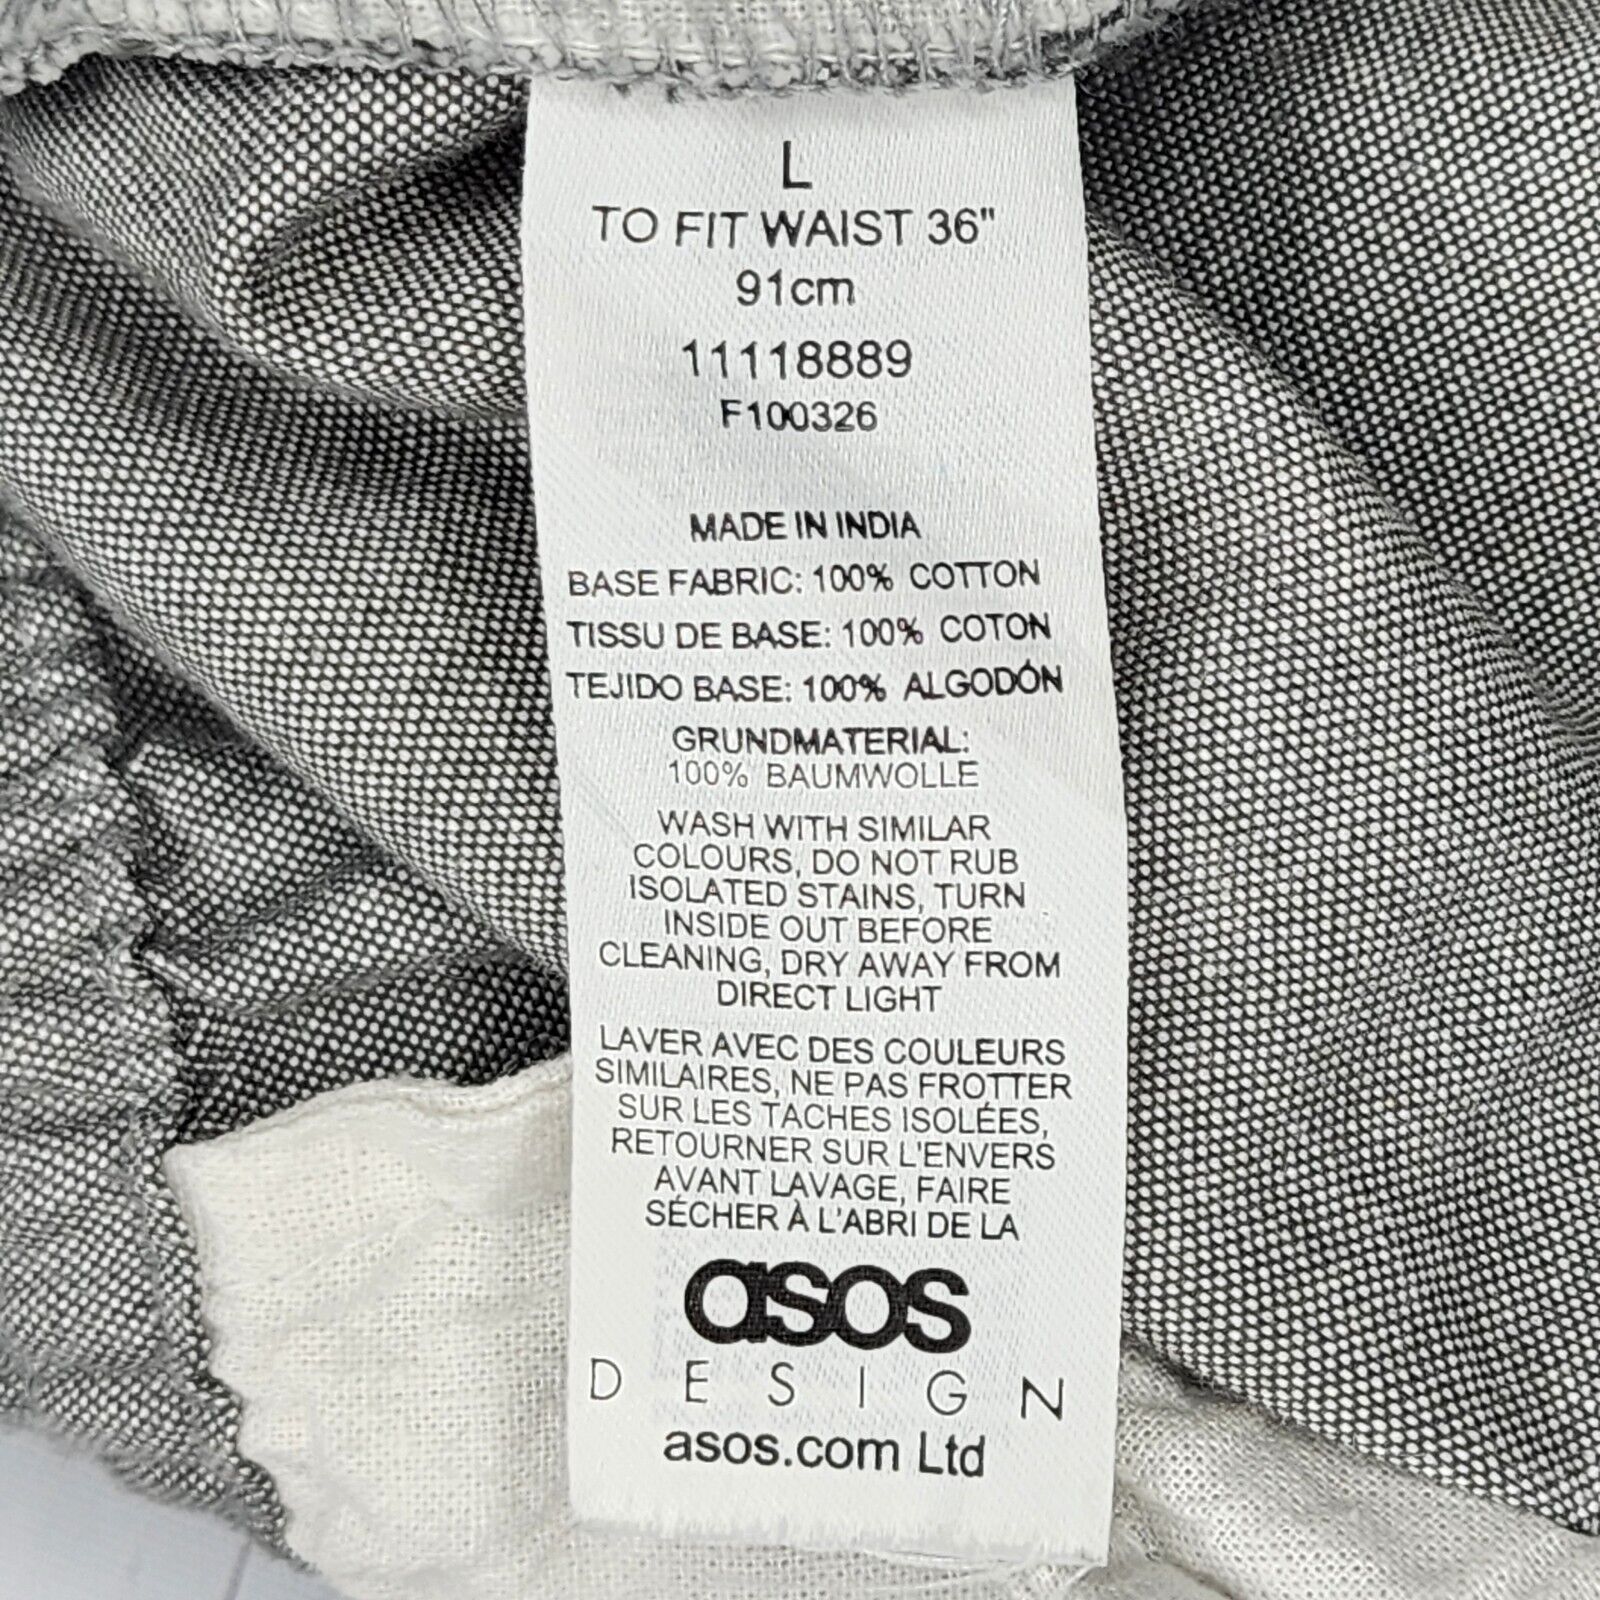 L
TO FIT WAIST 36"
91cm
11118889
F100326
MADE IN INDIA
BASE FABRIC: 100% COTTON
TISSU DE BASE: 100% COTON
TEJIDO BASE: 100% ALGODÓN
GRUNDMATERIAL:
100% BAUMWOLLE
WASH WITH SIMILAR
COLOURS, DO NOT RUB
ISOLATED STAINS, TURN
INSIDE OUT BEFORE
CLEANING, DRY AWAY FROM
DIRECT LIGHT
LAVER AVEC DES COULEURS
SIMILAIRES, NE PAS FROTTER
SUR LES TACHES ISOLÉES,
RETOURNER SUR L'ENVERS
AVANT LAVAGE, FAIRE
SÉCHER À L'ABRI DE LA
asos
DESIGN
asos.com Ltd